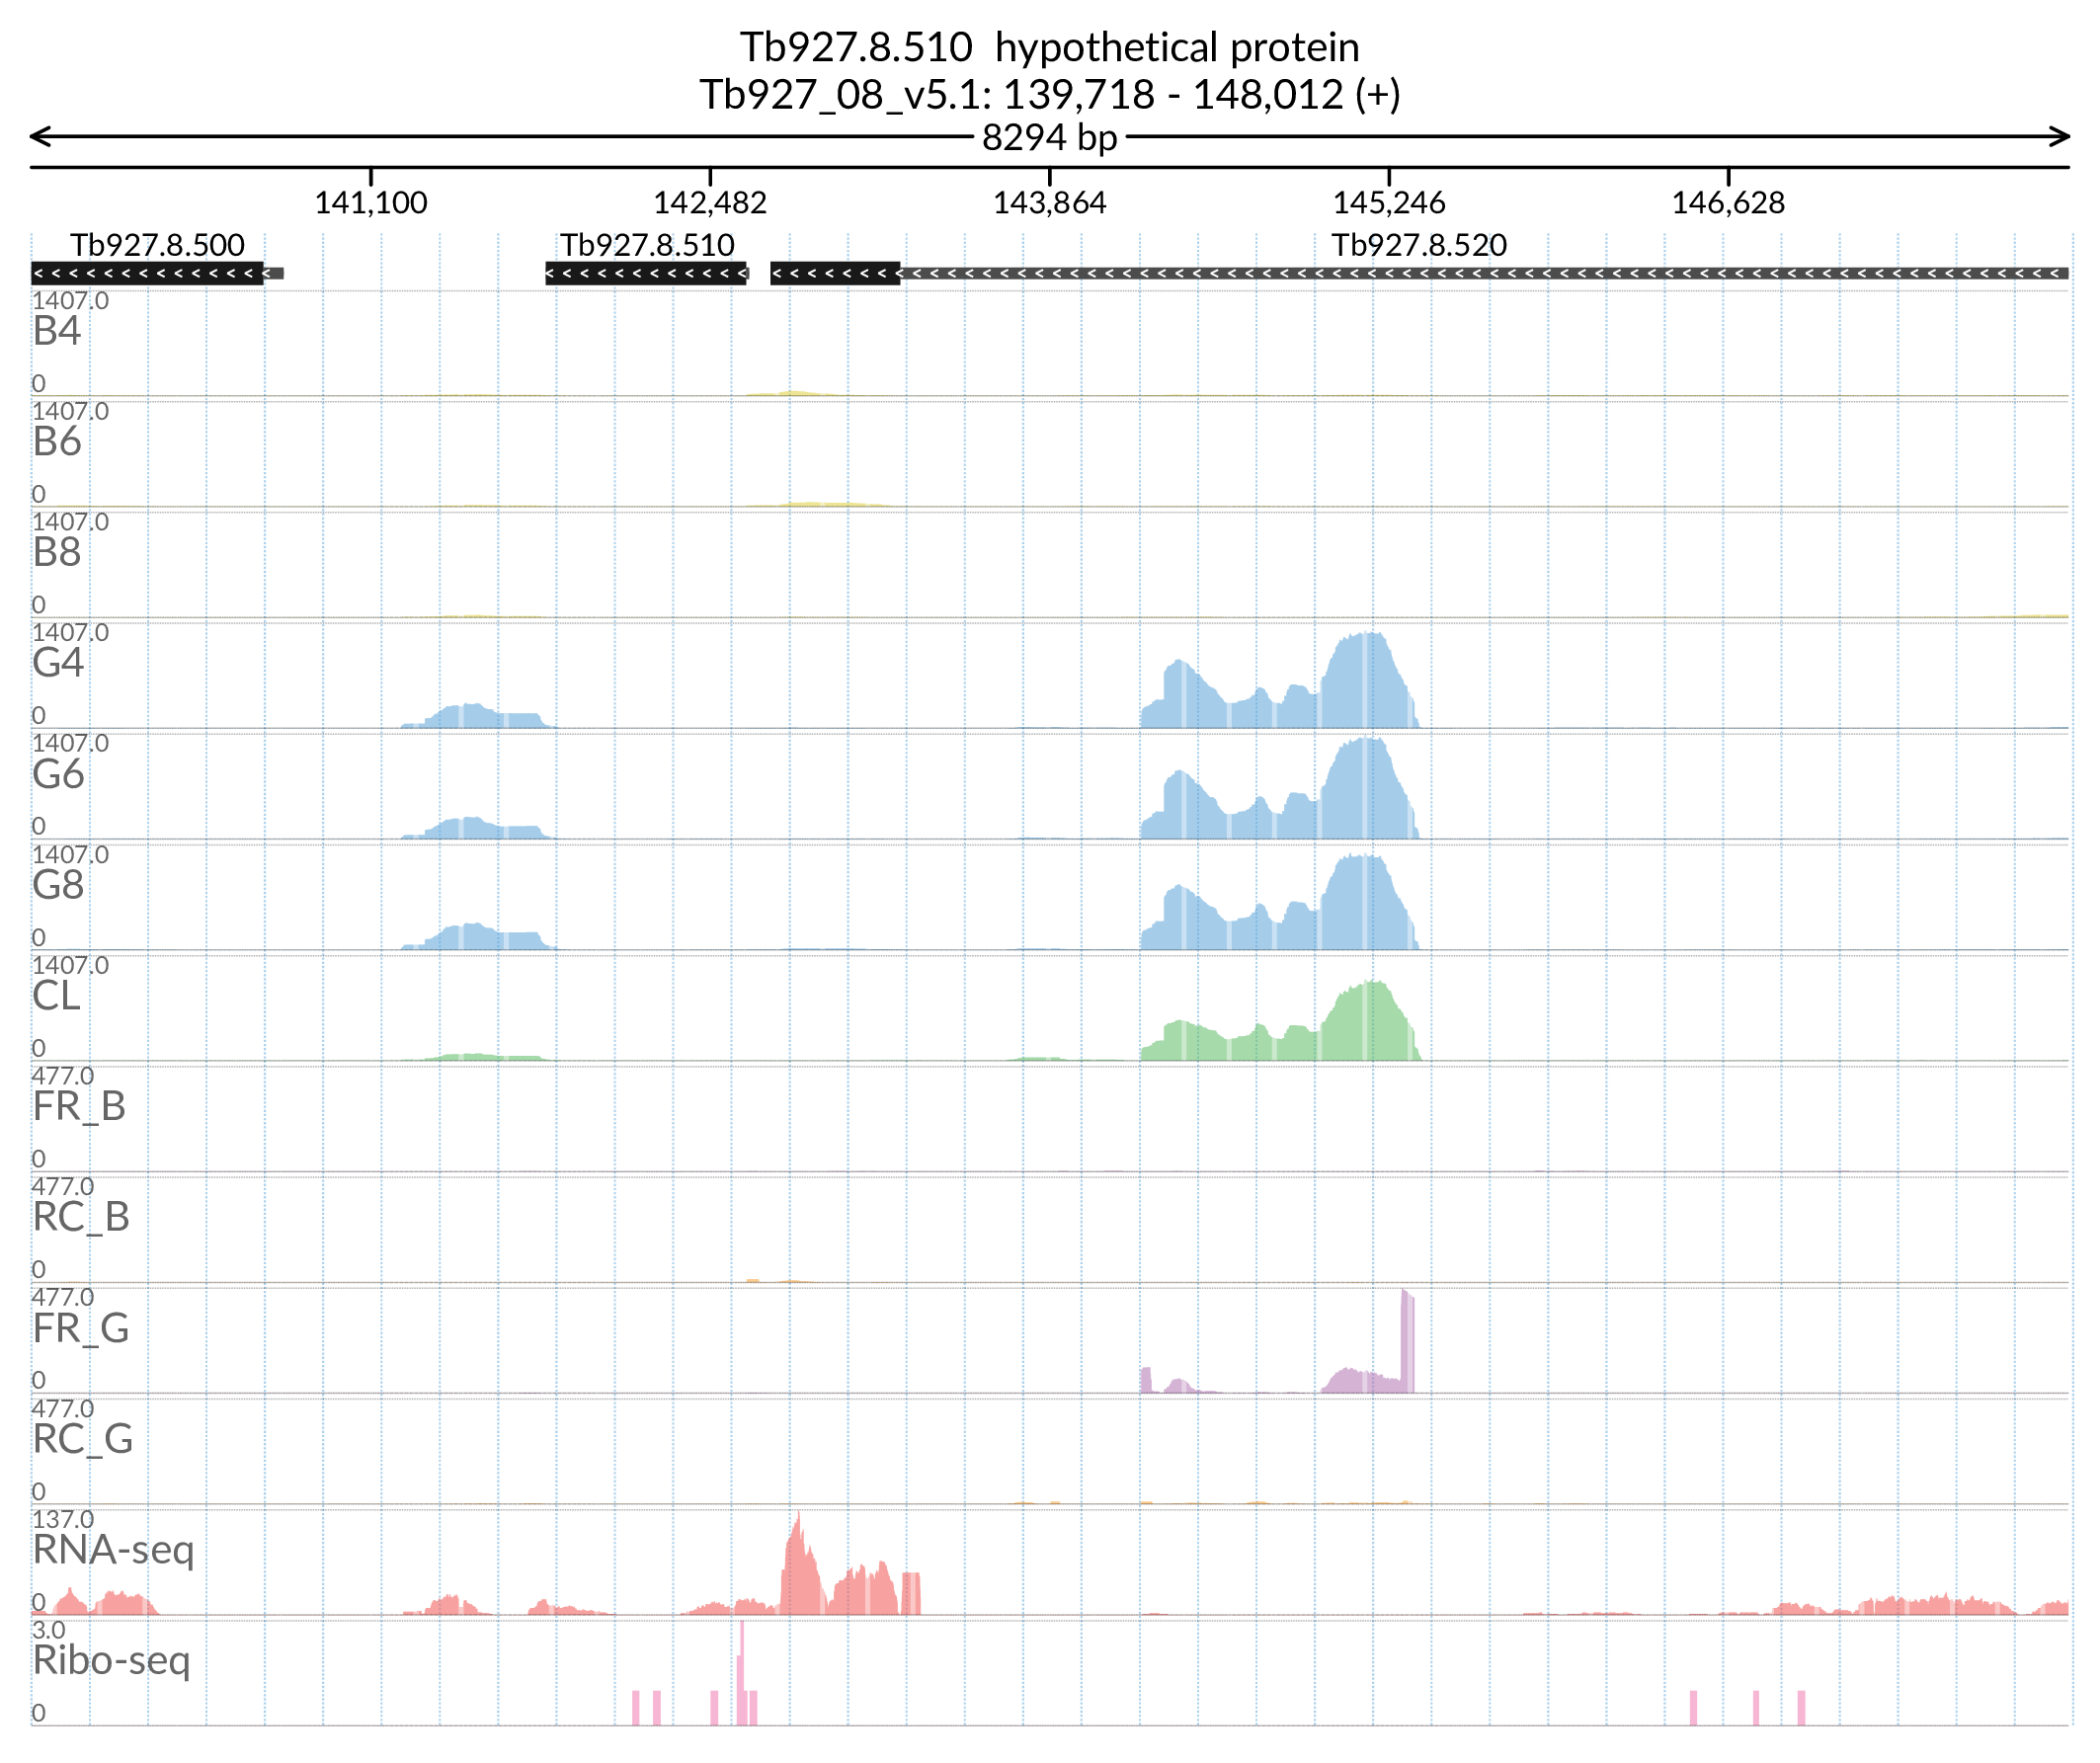 Tb927.8.510 hypothetical protein
Tb927_08_v5.1: 139,718 - 148,012 (+)
8294 bp
141,100 142,482 143,864 145,246 146,628
Tb927.8.500 Tb927.8.510 Tb927.8.520
1407.0
B4
0
1407.0
B6
0
1407.0
B8
0
1407.0
G4
0
1407.0
G6
0
1407.0
G8
0
1407.0
CL
0
477.0
FR_B
0
477.0
RC_B
0
477.0
FR_G
0
477.0
RC_G
0
137.0
RNA-seq
0
3.0
Ribo-seq
0